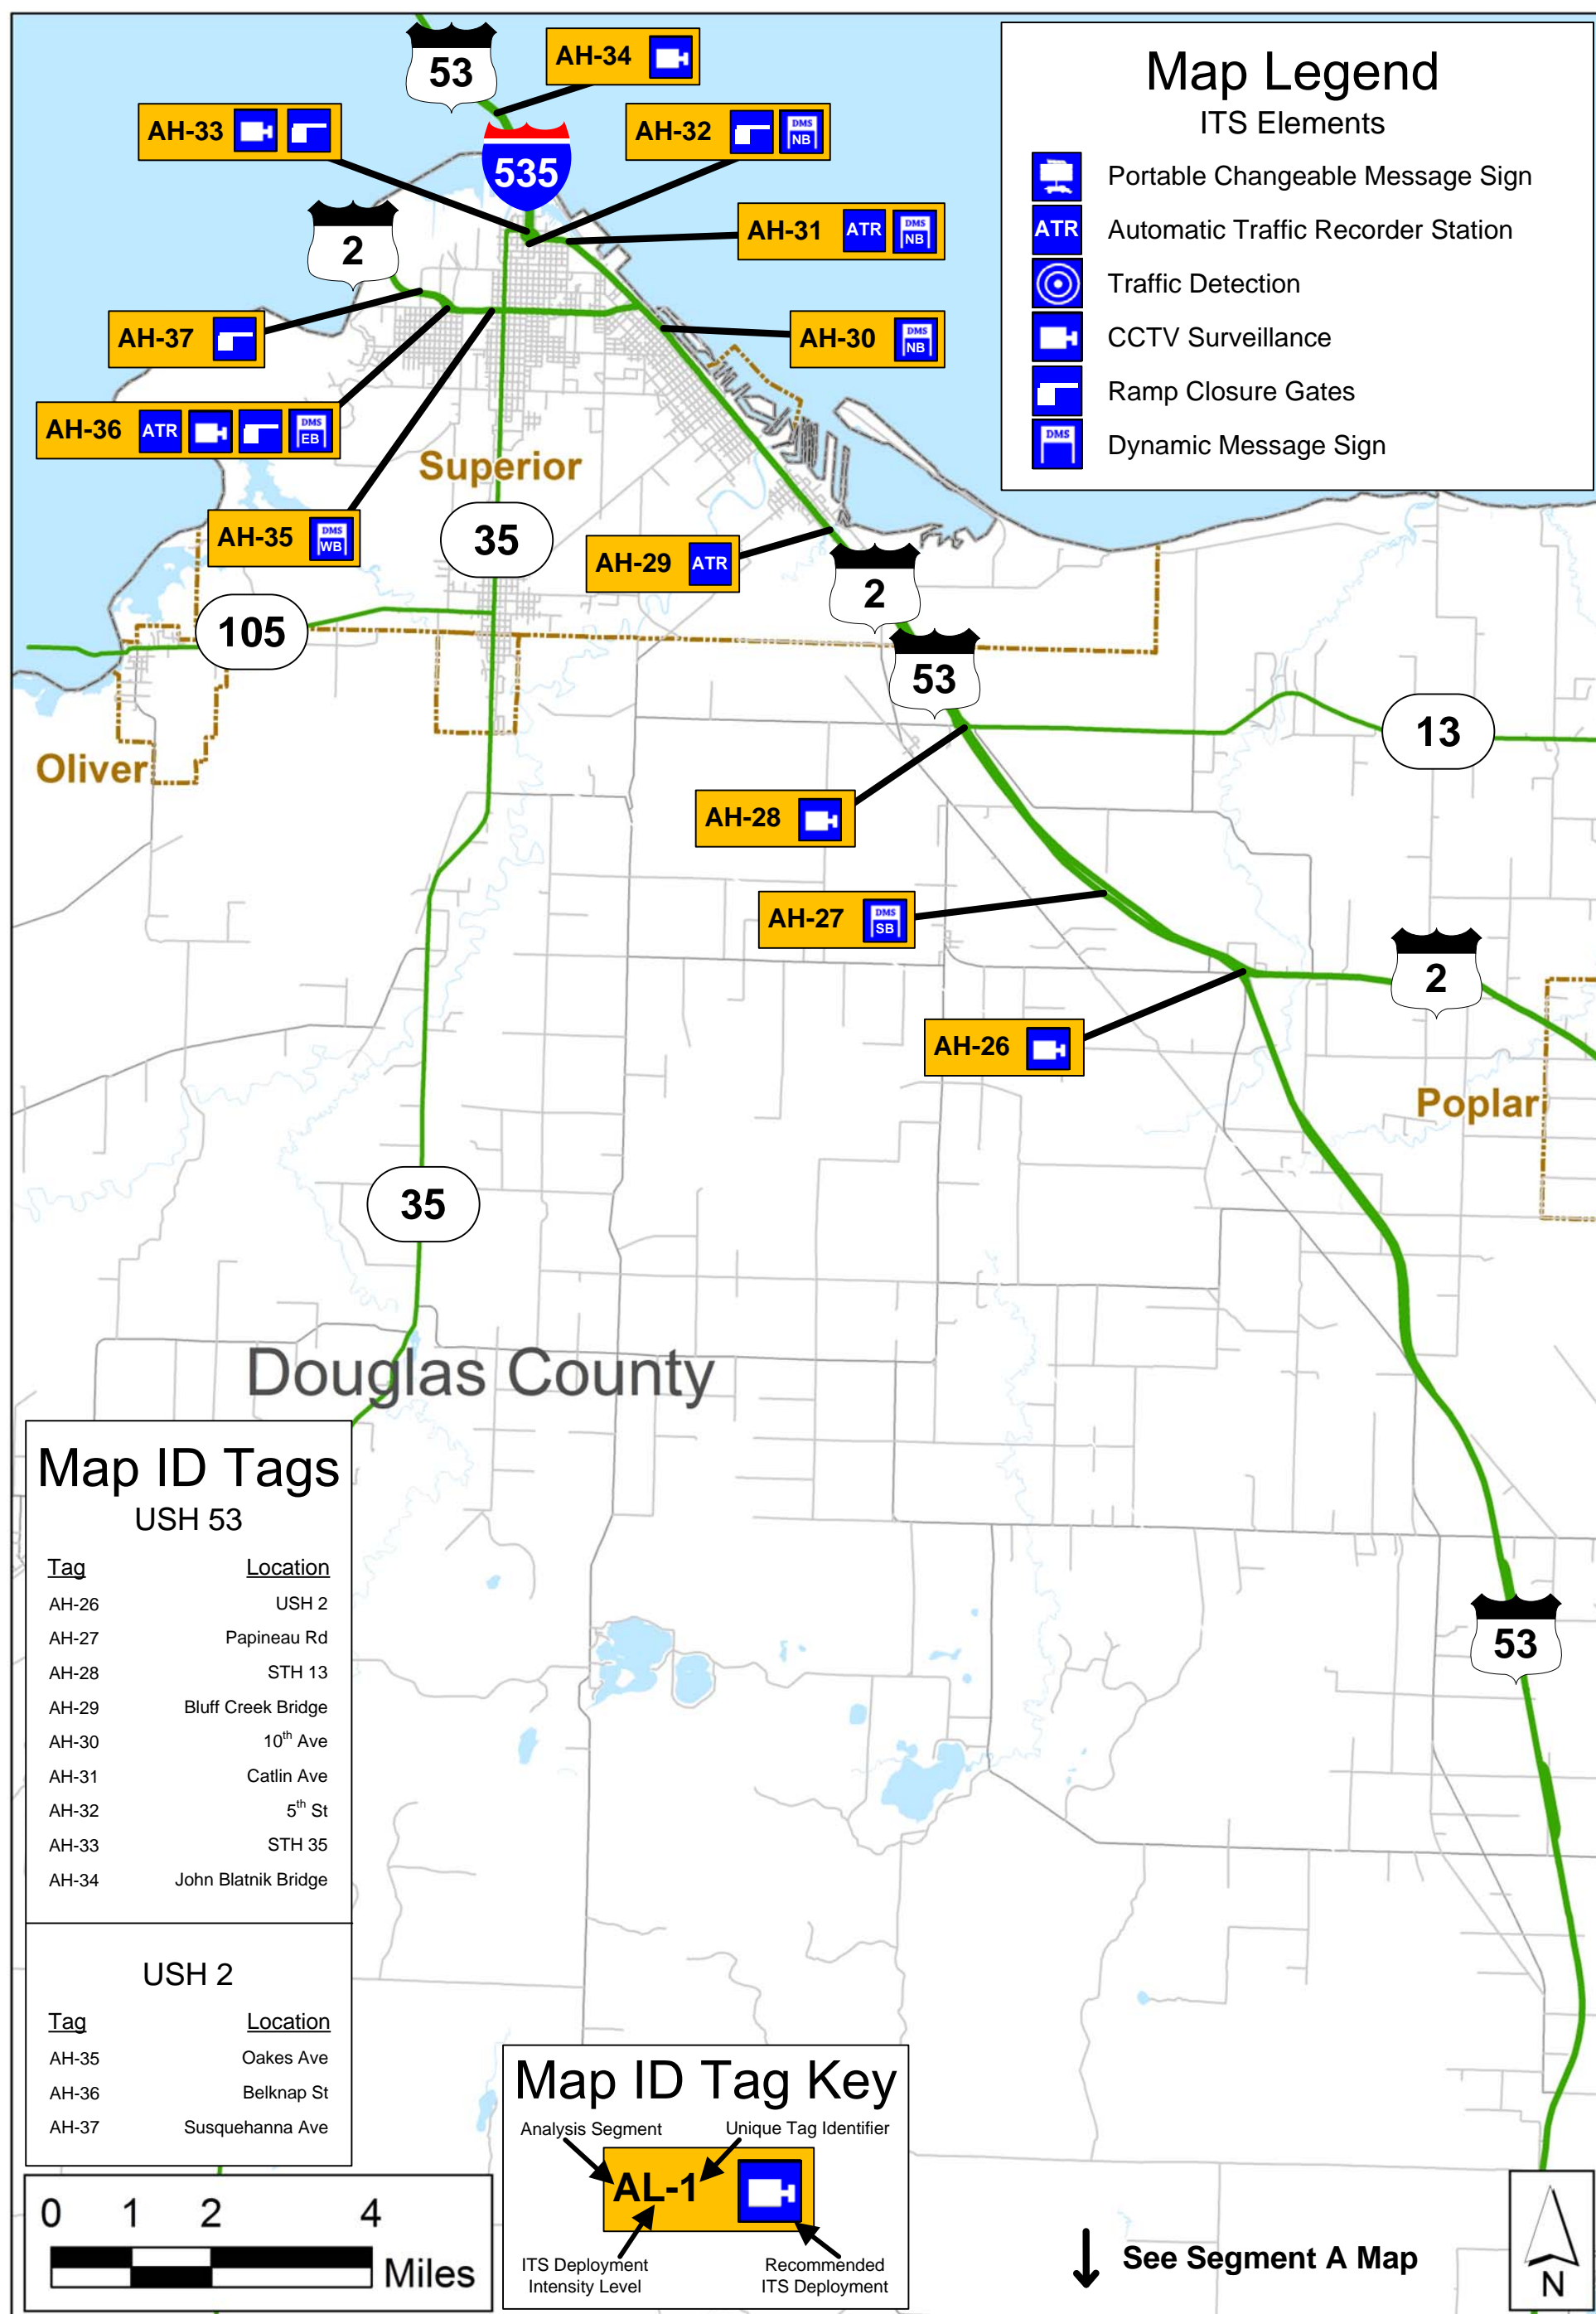 53
AH-34
Map Legend
ITS Elements
Portable Changeable Message Sign
ATR Automatic Traffic Recorder Station
Traffic Detection
CCTV Surveillance
Ramp Closure Gates
DMS Dynamic Message Sign
AH-33
AH-32 DMS NB
535
2
AH-31 ATR DMS NB
AH-37
AH-30 DMS NB
AH-36 ATR DMS EB
Superior
AH-35 DMS WB
35
AH-29 ATR
2
105
53
13
Oliver
AH-28
AH-27 DMS SB
2
AH-26
Poplar
35
Douglas County
Map ID Tags
USH 53
Tag Location
AH-26 USH 2
AH-27 Papineau Rd
AH-28 STH 13
AH-29 Bluff Creek Bridge
AH-30 10th Ave
AH-31 Catlin Ave
AH-32 5th St
AH-33 STH 35
AH-34 John Blatnik Bridge
53
USH 2
Tag Location
AH-35 Oakes Ave
AH-36 Belknap St
AH-37 Susquehanna Ave
Map ID Tag Key
Analysis Segment Unique Tag Identifier
AL-1
ITS Deployment
Intensity Level
Recommended
ITS Deployment
0 1 2 4
Miles
See Segment A Map
N